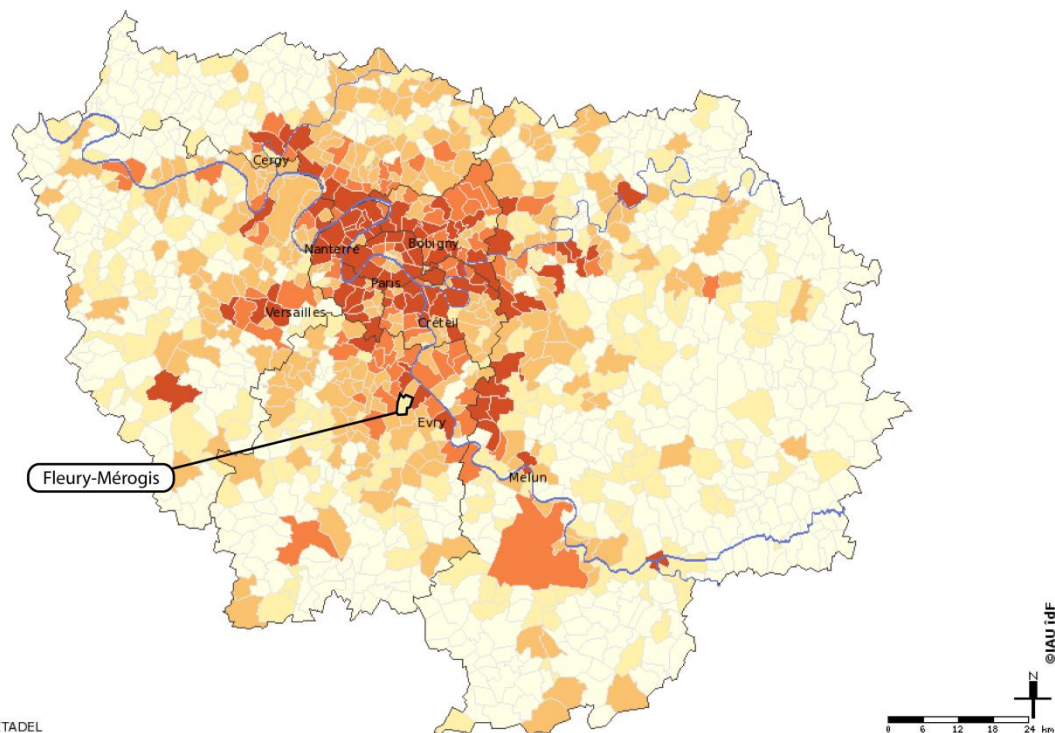 Cergy
Nanterre
Bobigny
Paris
Versailles
Créteil
Evry
Fleury-Mérogis
Melun
©IAU îdF
N
0 6 12 18 24 km
TADEL